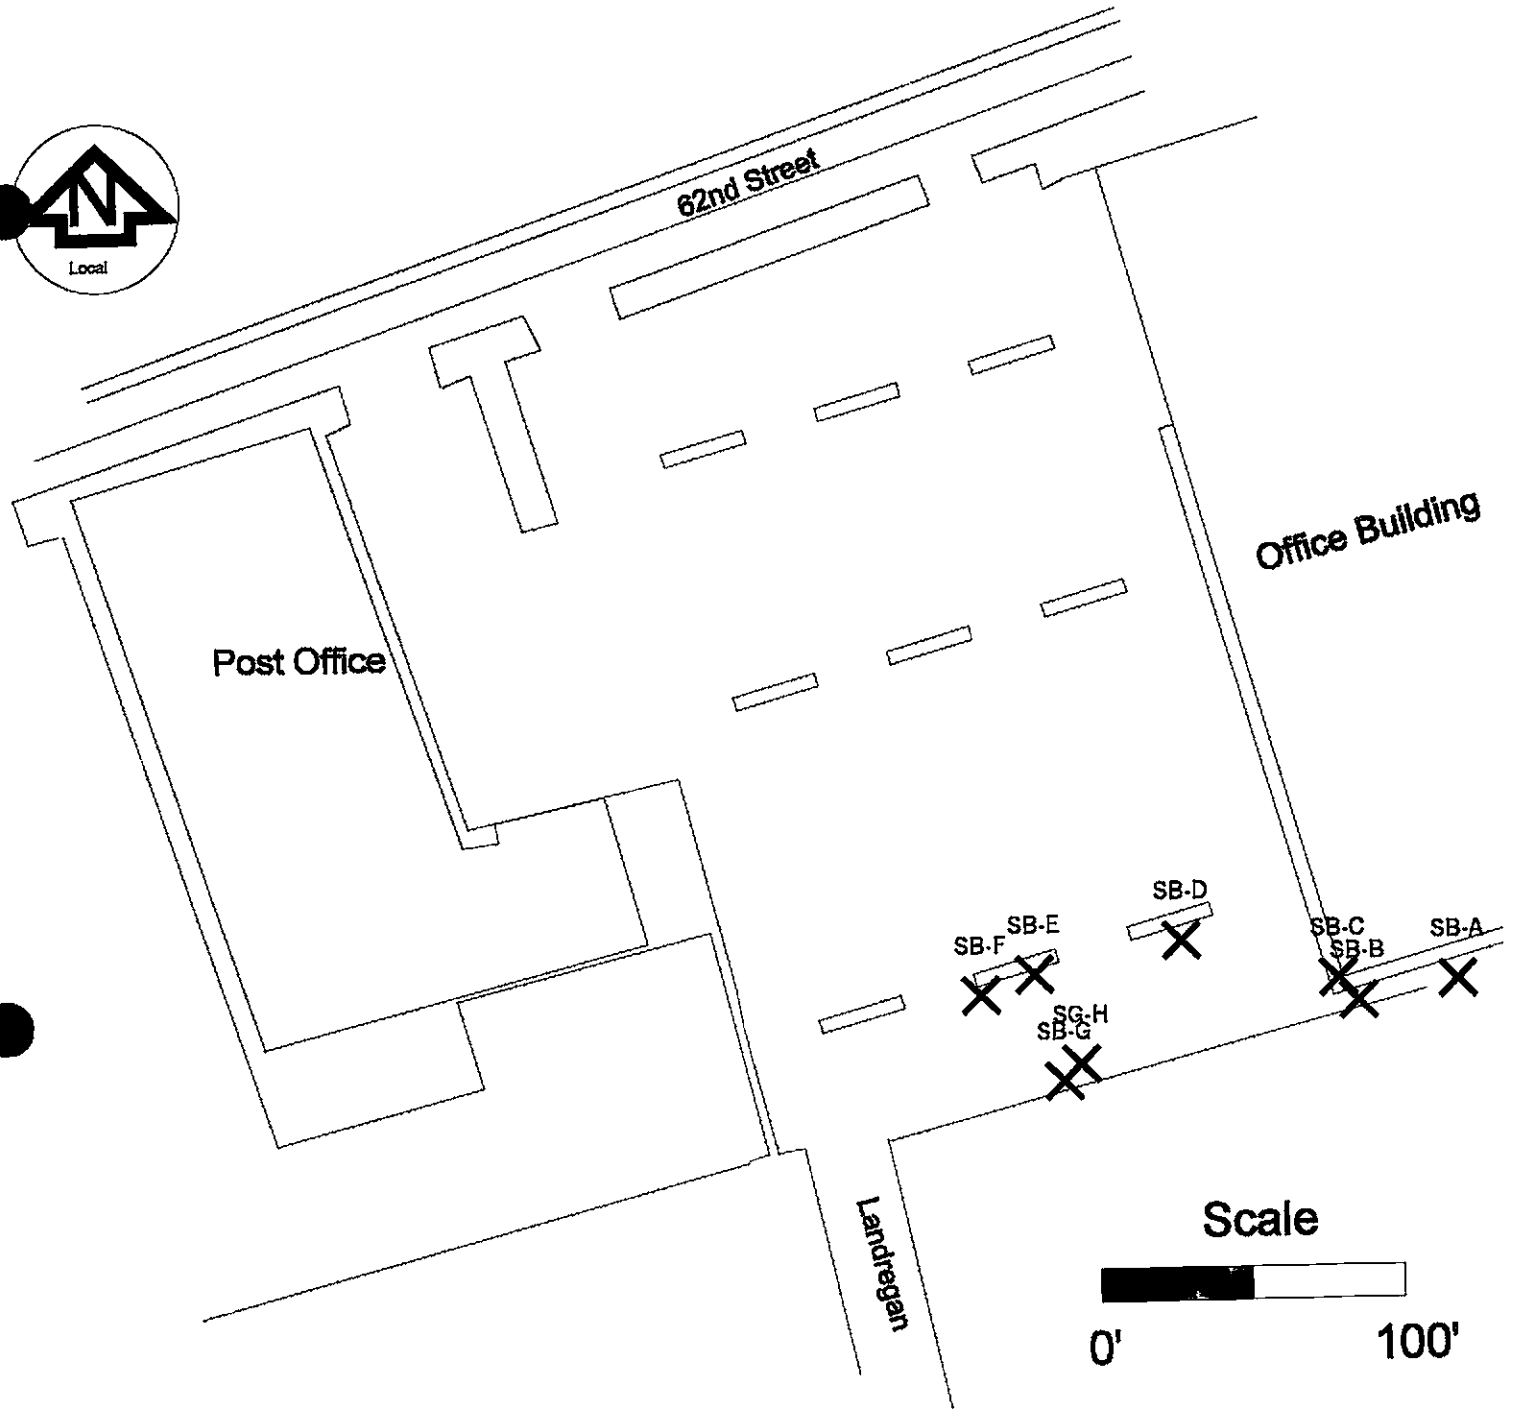 62nd Street
N
Local
Office Building
Post Office
SB-D
SB-E
SB-C
SB-A
SB-F
SB-B
SG-H
SB-G
Landregan
Scale
0'
100'